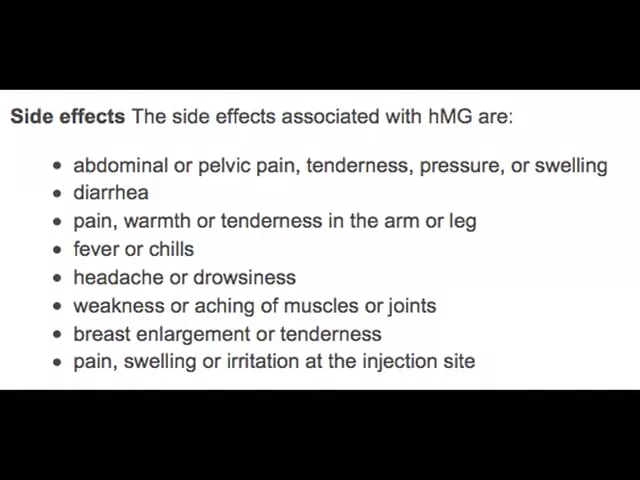 Side effects The side effects associated with hMG are:
• abdominal or pelvic pain, tenderness, pressure, or swelling
• diarrhea
• pain, warmth or tenderness in the arm or leg
• fever or chills
• headache or drowsiness
• weakness or aching of muscles or joints
• breast enlargement or tenderness
• pain, swelling or irritation at the injection site